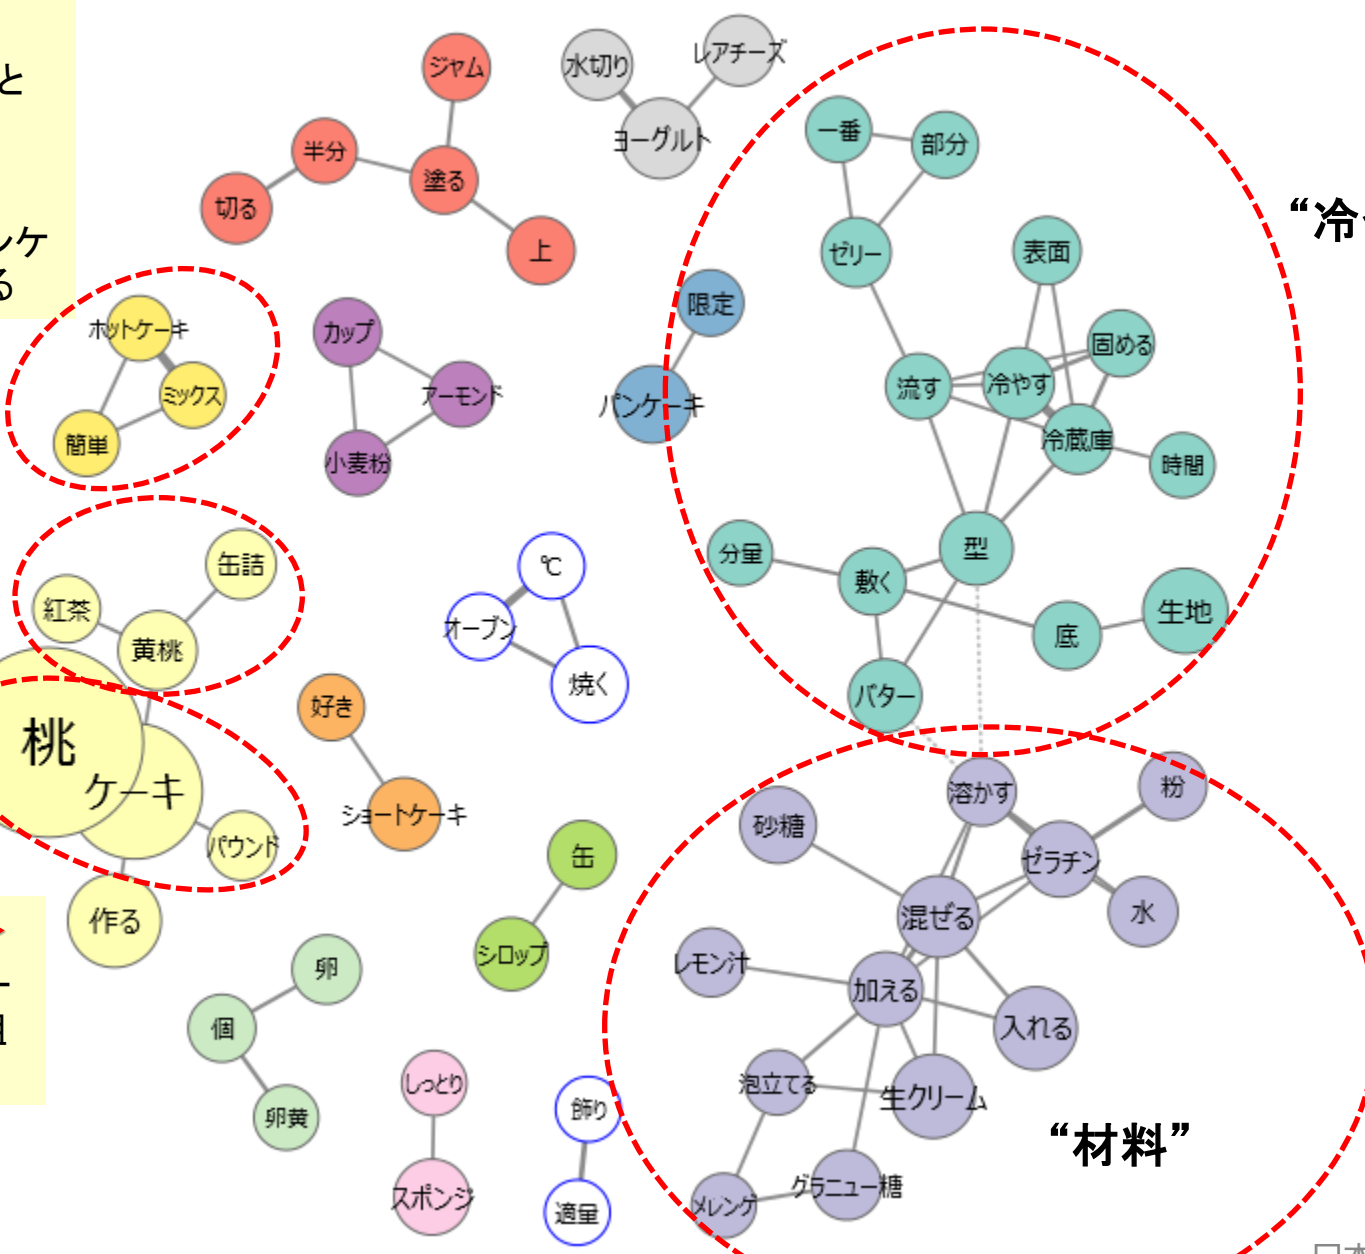 と
ンケ
る
ジャム
水切り
レアチーズ
ヨーグルト
半分
塗る
切る
上
一番
部分
ゼリー
表面
“冷
限定
パンケーキ
ホットケーキ
ミックス
簡単
カップ
アーモンド
小麦粉
流す
冷やす
固める
冷蔵庫
時間
型
分量
敷く
底
生地
バター
缶詰
紅茶
黄桃
℃
オーブン
焼く
桃
ケーキ
パウンド
作る
好き
ショートケーキ
缶
シロップ
溶かす
粉
砂糖
ゼラチン
混ぜる
水
レモン汁
加える
入れる
泡立てる
生クリーム
メレンゲ
グラニュー糖
“材料”
卵
個
卵黄
しっとり
スポンジ
飾り
適量